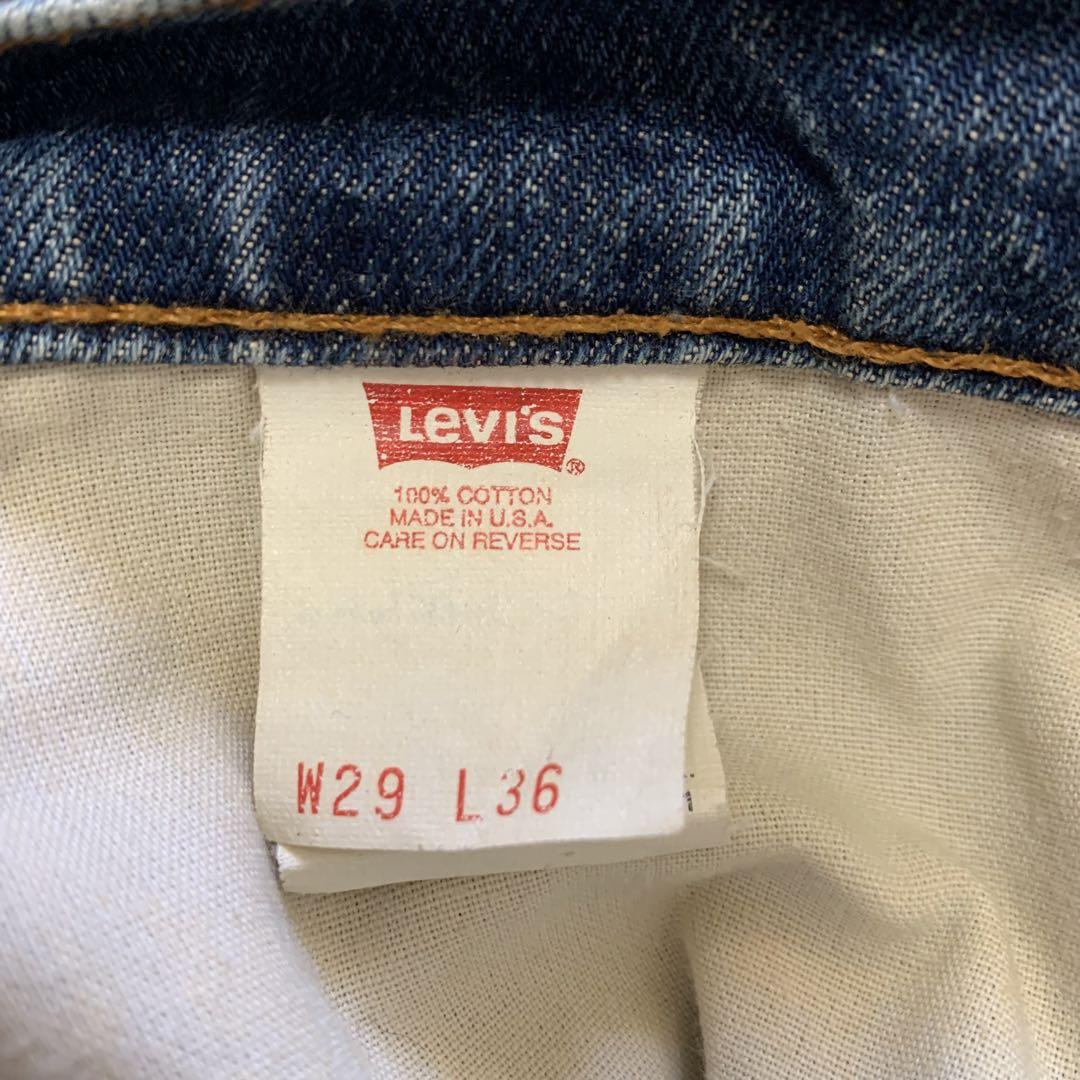 Levi's ®
100% COTTON
MADE IN U.S.A.
CARE ON REVERSE
W29 L36